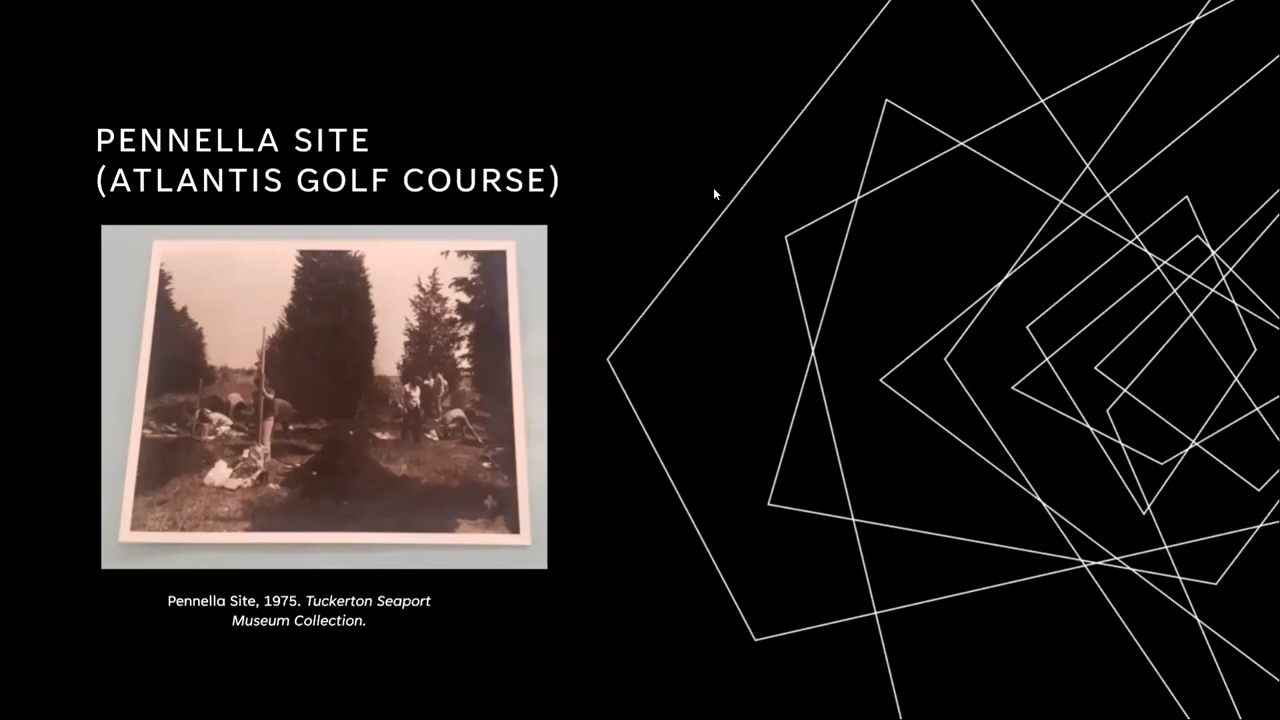 PENNELLA SITE
(ATLANTIS GOLF COURSE)
Pennella Site, 1975. Tuckerton Seaport
Museum Collection.